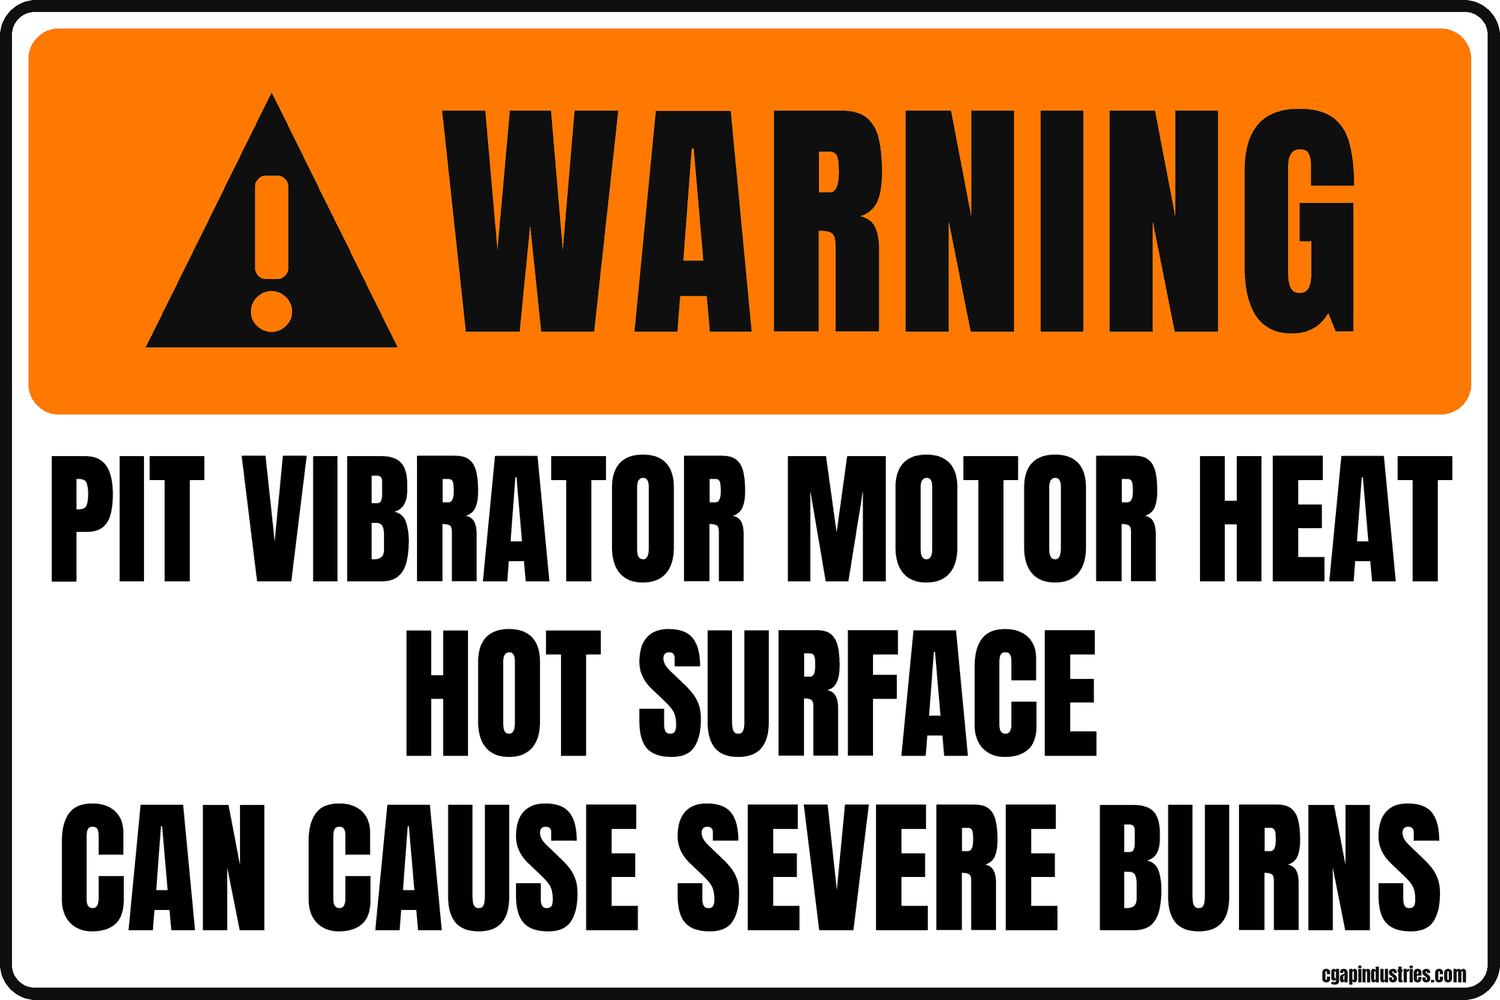 WARNING
PIT VIBRATOR MOTOR HEAT
HOT SURFACE
CAN CAUSE SEVERE BURNS
cgapindustries.com